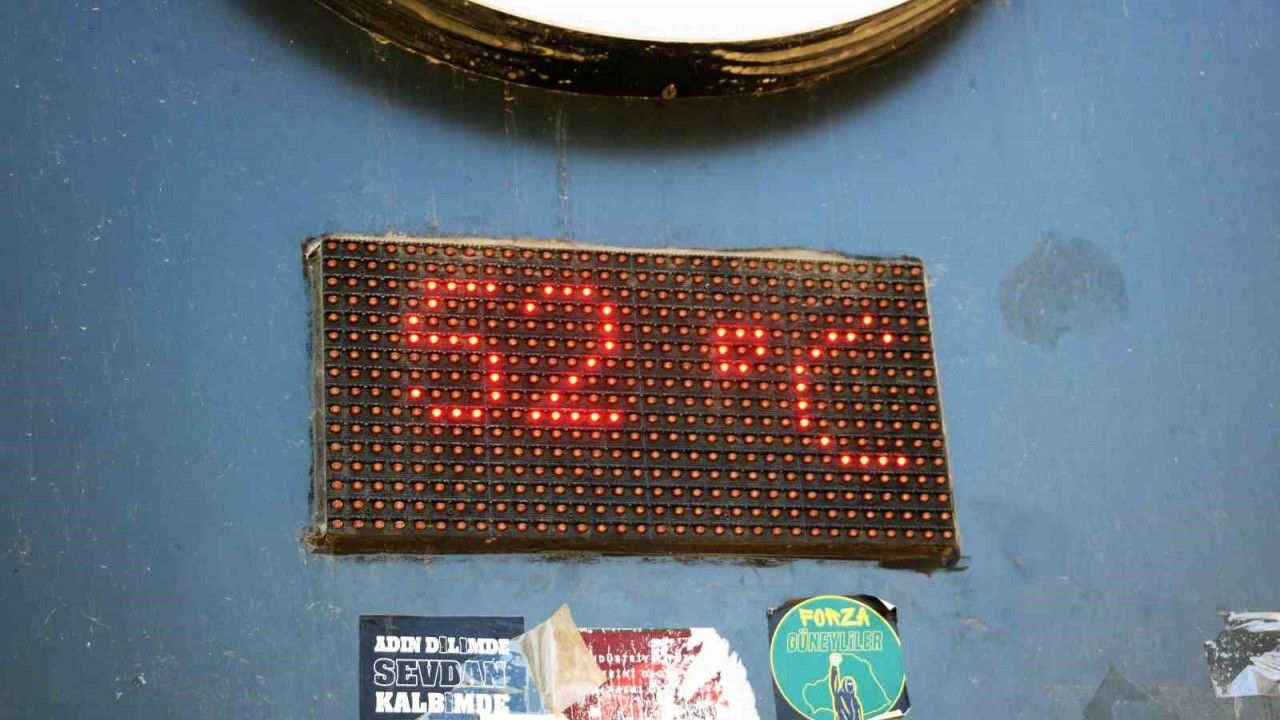 52 °C
ADIN DİLİMDE
SEVDAN
KALBİMDE
FORZA
GÜNEYLİLER